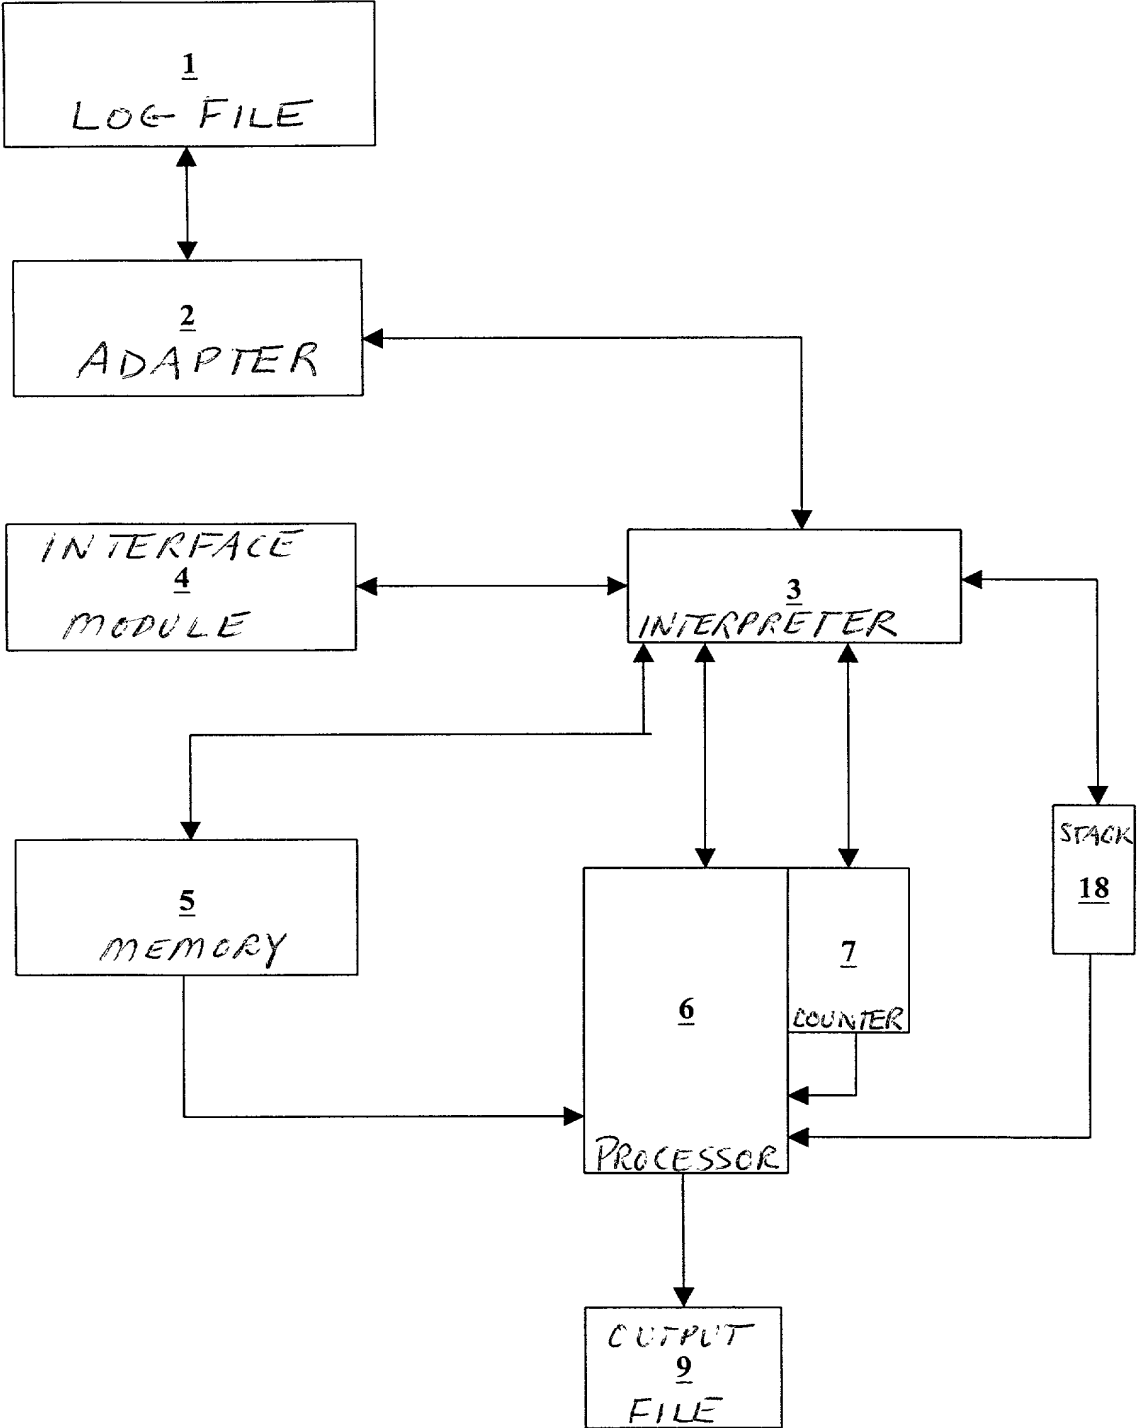 1
LOG FILE
2
ADAPTER
INTERFACE
4
MODULE
3
INTERPRETER
5
MEMORY
6
PROCESSOR
7
COUNTER
STACK
18
OUTPUT
9
FILE